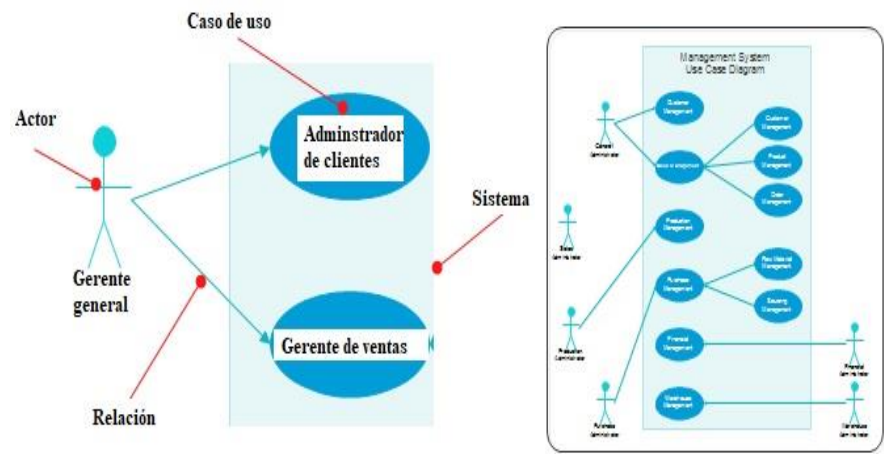 Caso de uso
Actor
Adminstrador
de clientes
Sistema
Gerente
general
Gerente de ventas
Relación
Management System
Use Case Diagram
Customer
Management
Customer
Management
General
Administrator
Product
Management
Order
Management
Production
Management
Administrator
Raw Material
Management
Purchase
Management
Management
Production
Administrator
Financial
Management
Financial
Administrator
Warehouse
Management
Purchase
Administrator
Warehouse
Administrator